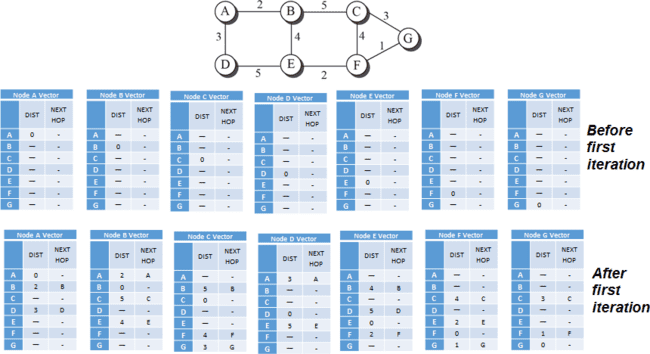 A 2 B 5 C
3
3 4 4
G
1
D 5 E 2 F
Node A Vector
DIST NEXT
HOP
A 0 -
B — -
C — -
D — -
E — -
F — -
G — -
Node B Vector
DIST NEXT
HOP
A — -
B 0 -
C — -
D — -
E — -
F — -
G — -
Node C Vector
DIST NEXT
HOP
A — -
B — -
C 0 -
D — -
E — -
F — -
G — -
Node D Vector
DIST NEXT
HOP
A — -
B — -
C — -
D 0 -
E — -
F — -
G — -
Node E Vector
DIST NEXT
HOP
A — -
B — -
C — -
D — -
E 0 -
F — -
G — -
Node F Vector
DIST NEXT
HOP
A — -
B — -
C — -
D — -
E — -
F 0 -
G — -
Node G Vector
DIST NEXT
HOP
A — -
B — -
C — -
D — -
E — -
F — -
G 0 -
Before
first
iteration
Node A Vector
DIST NEXT
HOP
A 0 -
B 2 B
C — -
D 3 D
E — -
F — -
G — -
Node B Vector
DIST NEXT
HOP
A 2 A
B 0 -
C 5 C
D — -
E 4 E
F — -
G — -
Node C Vector
DIST NEXT
HOP
A — -
B 5 B
C 0 -
D — -
E — -
F 4 F
G 3 G
Node D Vector
DIST NEXT
HOP
A 3 A
B — -
C — -
D 0 -
E 5 E
F — -
G — -
Node E Vector
DIST NEXT
HOP
A — -
B 4 B
C — -
D 5 D
E 0 -
F 2 F
G — -
Node F Vector
DIST NEXT
HOP
A — -
B — -
C 4 C
D — -
E 2 E
F 0 -
G 1 G
Node G Vector
DIST NEXT
HOP
A — -
B — -
C 3 C
D — -
E — -
F 1 F
G 0 -
After
first
iteration